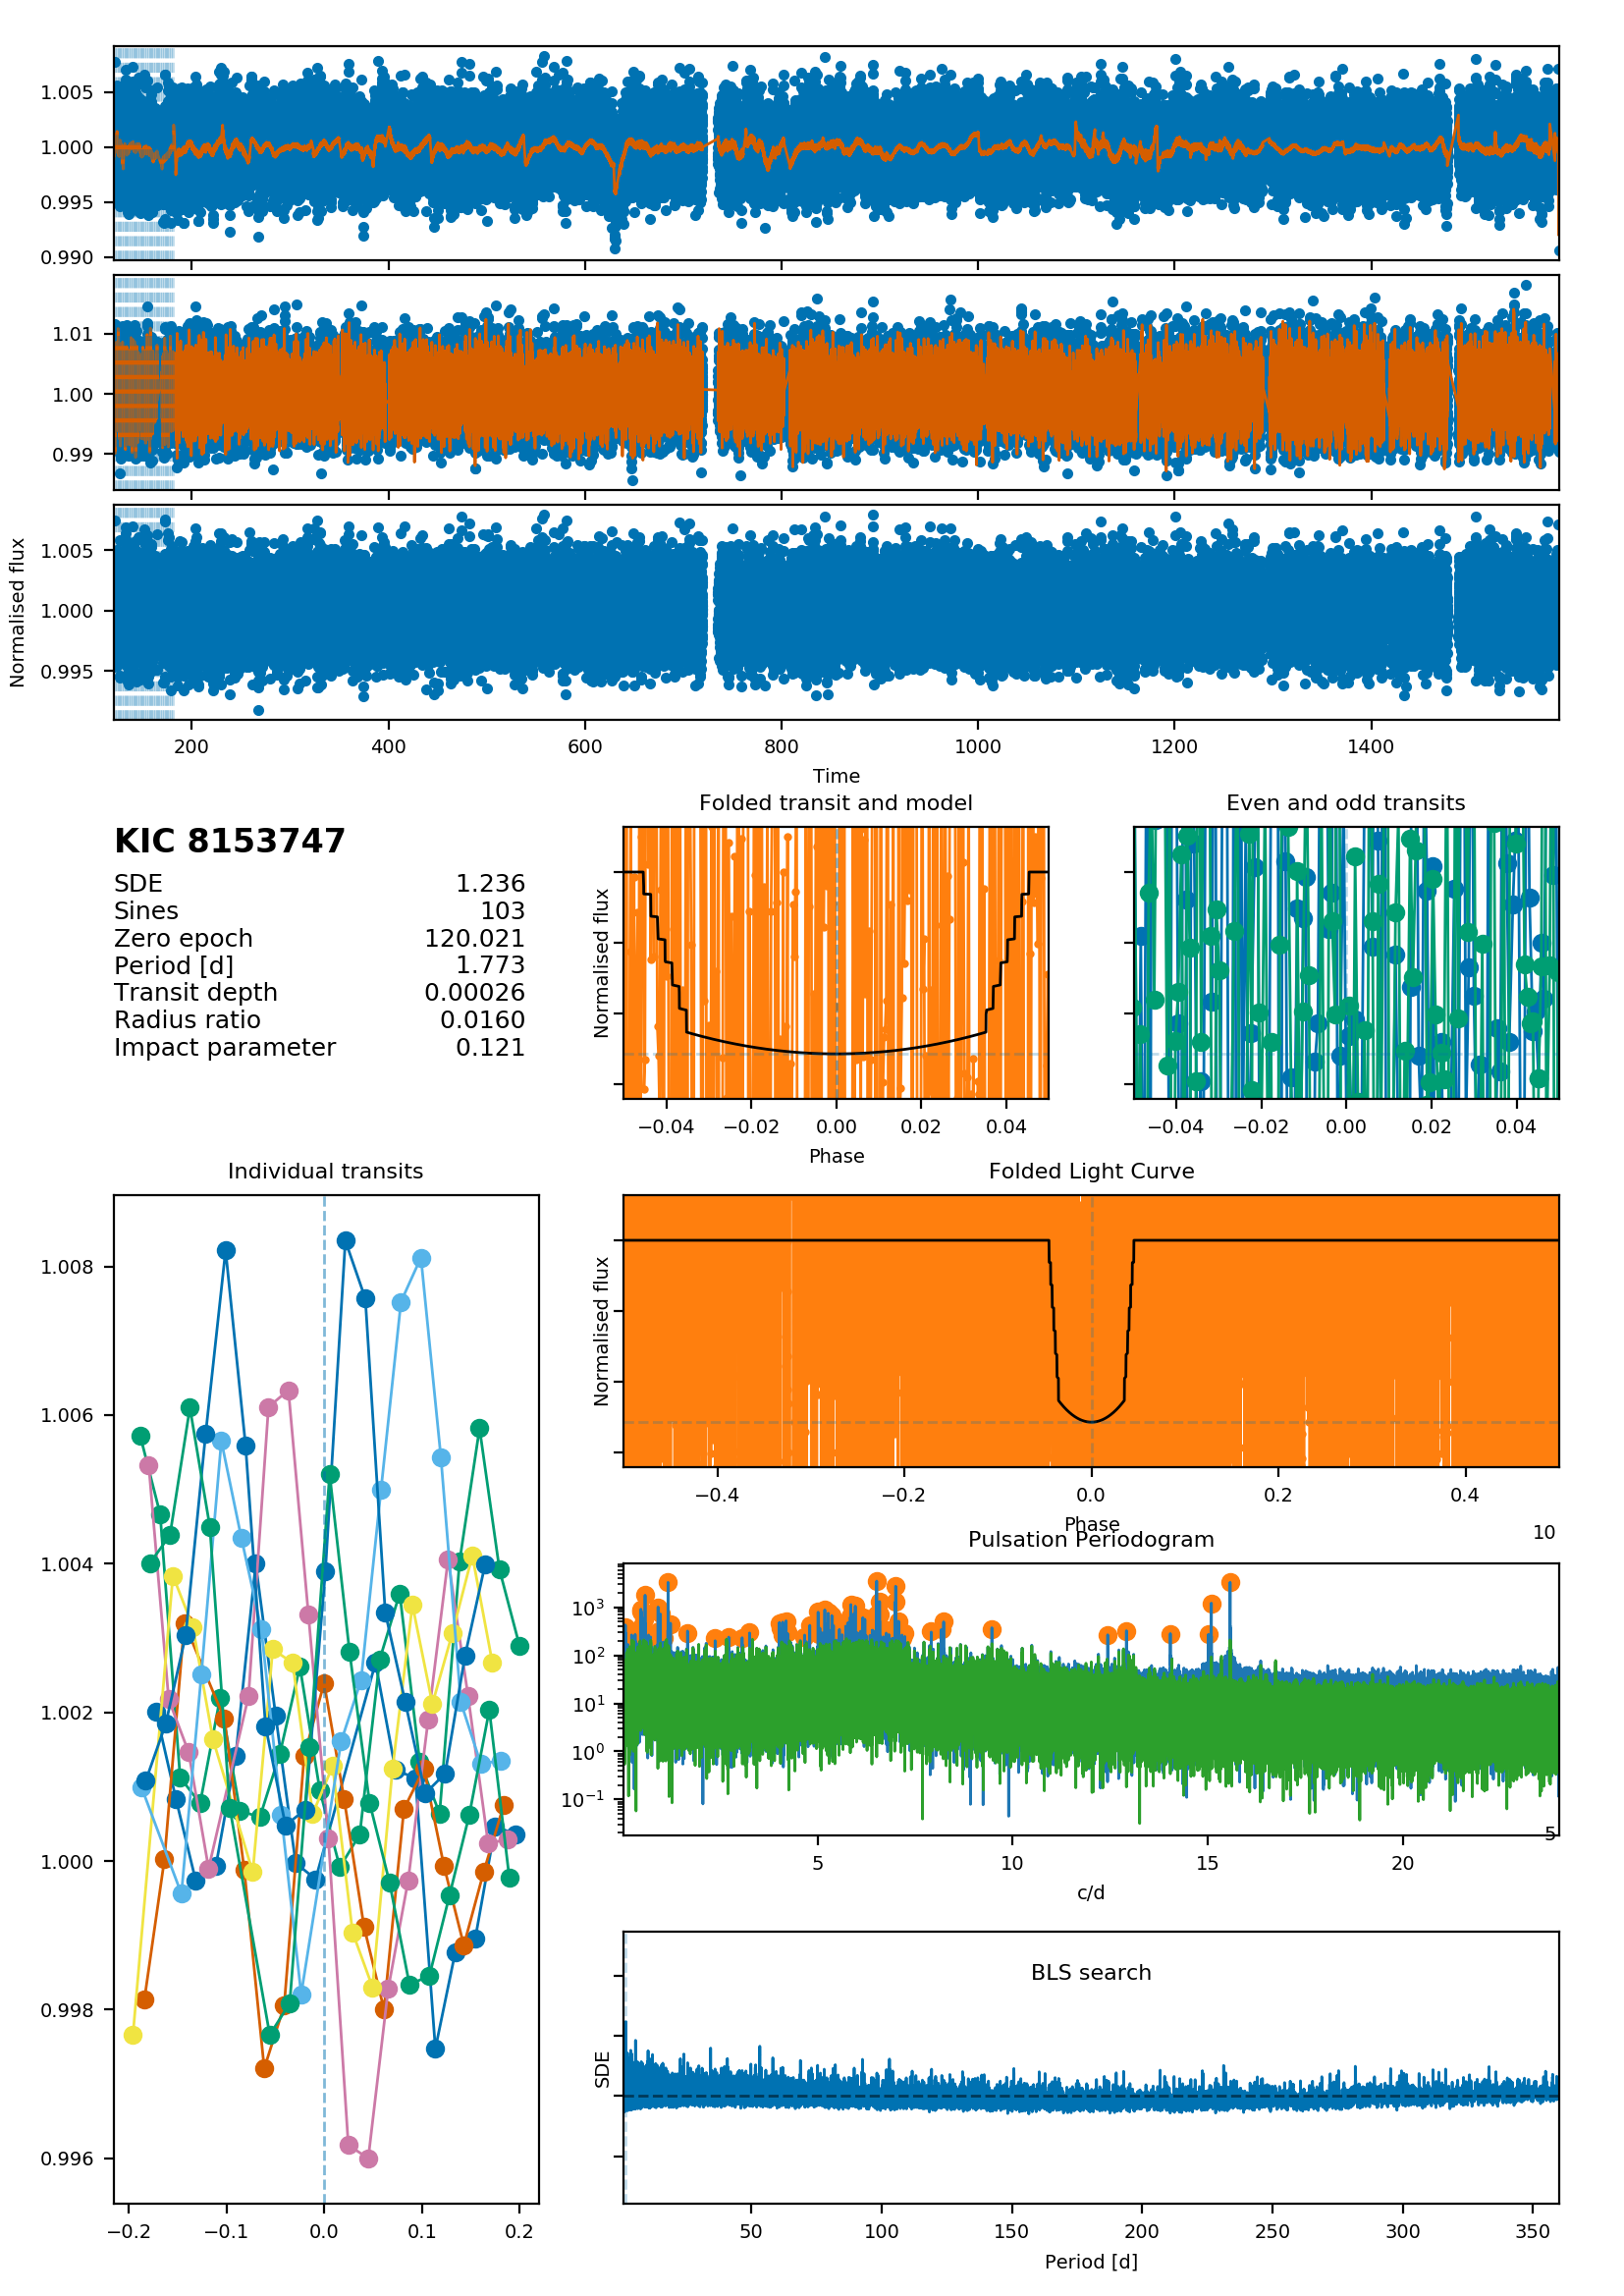 1.005
1.000
0.995
0.990
1.01
1.00
0.99
1.005
1.000
0.995
Normalised flux
200 400 600 800 1000 1200 1400
Time
KIC 8153747
SDE 1.236
Sines 103
Zero epoch 120.021
Period [d] 1.773
Transit depth 0.00026
Radius ratio 0.0160
Impact parameter 0.121
Folded transit and model
Normalised flux
−0.04 −0.02 0.00 0.02 0.04
Phase
Even and odd transits
−0.04 −0.02 0.00 0.02 0.04
Individual transits
1.008
1.006
1.004
1.002
1.000
0.998
0.996
−0.2 −0.1 0.0 0.1 0.2
Folded Light Curve
Normalised flux
−0.4 −0.2 0.0 0.2 0.4
Phase
10
Pulsation Periodogram
10³
10²
10¹
10⁰
10⁻¹
5
5 10 15 20
c/d
BLS search
SDE
50 100 150 200 250 300 350
Period [d]